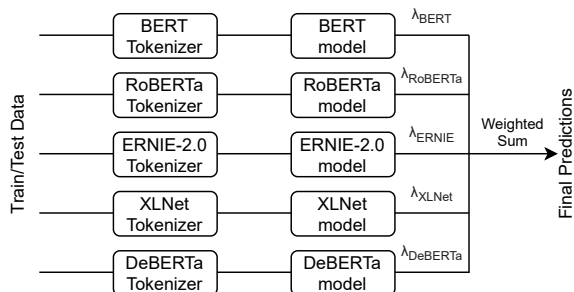 Train/Test Data
BERT
Tokenizer
BERT
model
λBERT
RoBERTa
Tokenizer
RoBERTa
model
λRoBERTa
ERNIE-2.0
Tokenizer
ERNIE-2.0
model
λERNIE
XLNet
Tokenizer
XLNet
model
λXLNet
DeBERTa
Tokenizer
DeBERTa
model
λDeBERTa
Weighted
Sum
Final Predictions